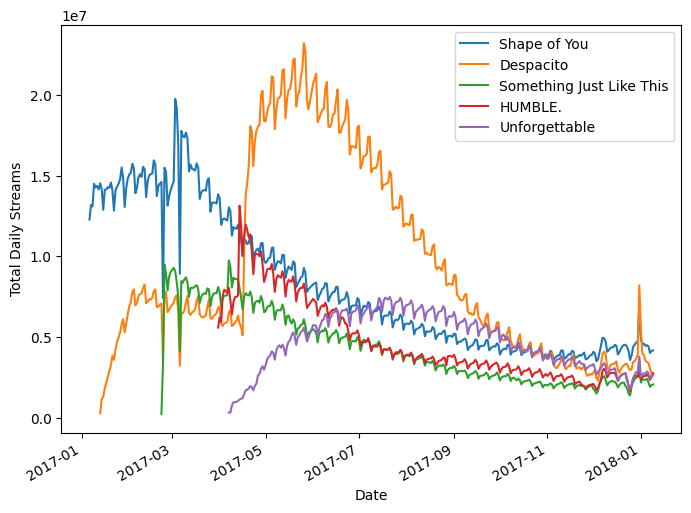 1e7
Shape of You
Despacito
Something Just Like This
HUMBLE.
Unforgettable
Total Daily Streams
2.0
1.5
1.0
0.5
0.0
2017-01
2017-03
2017-05
2017-07
2017-09
2017-11
2018-01
Date